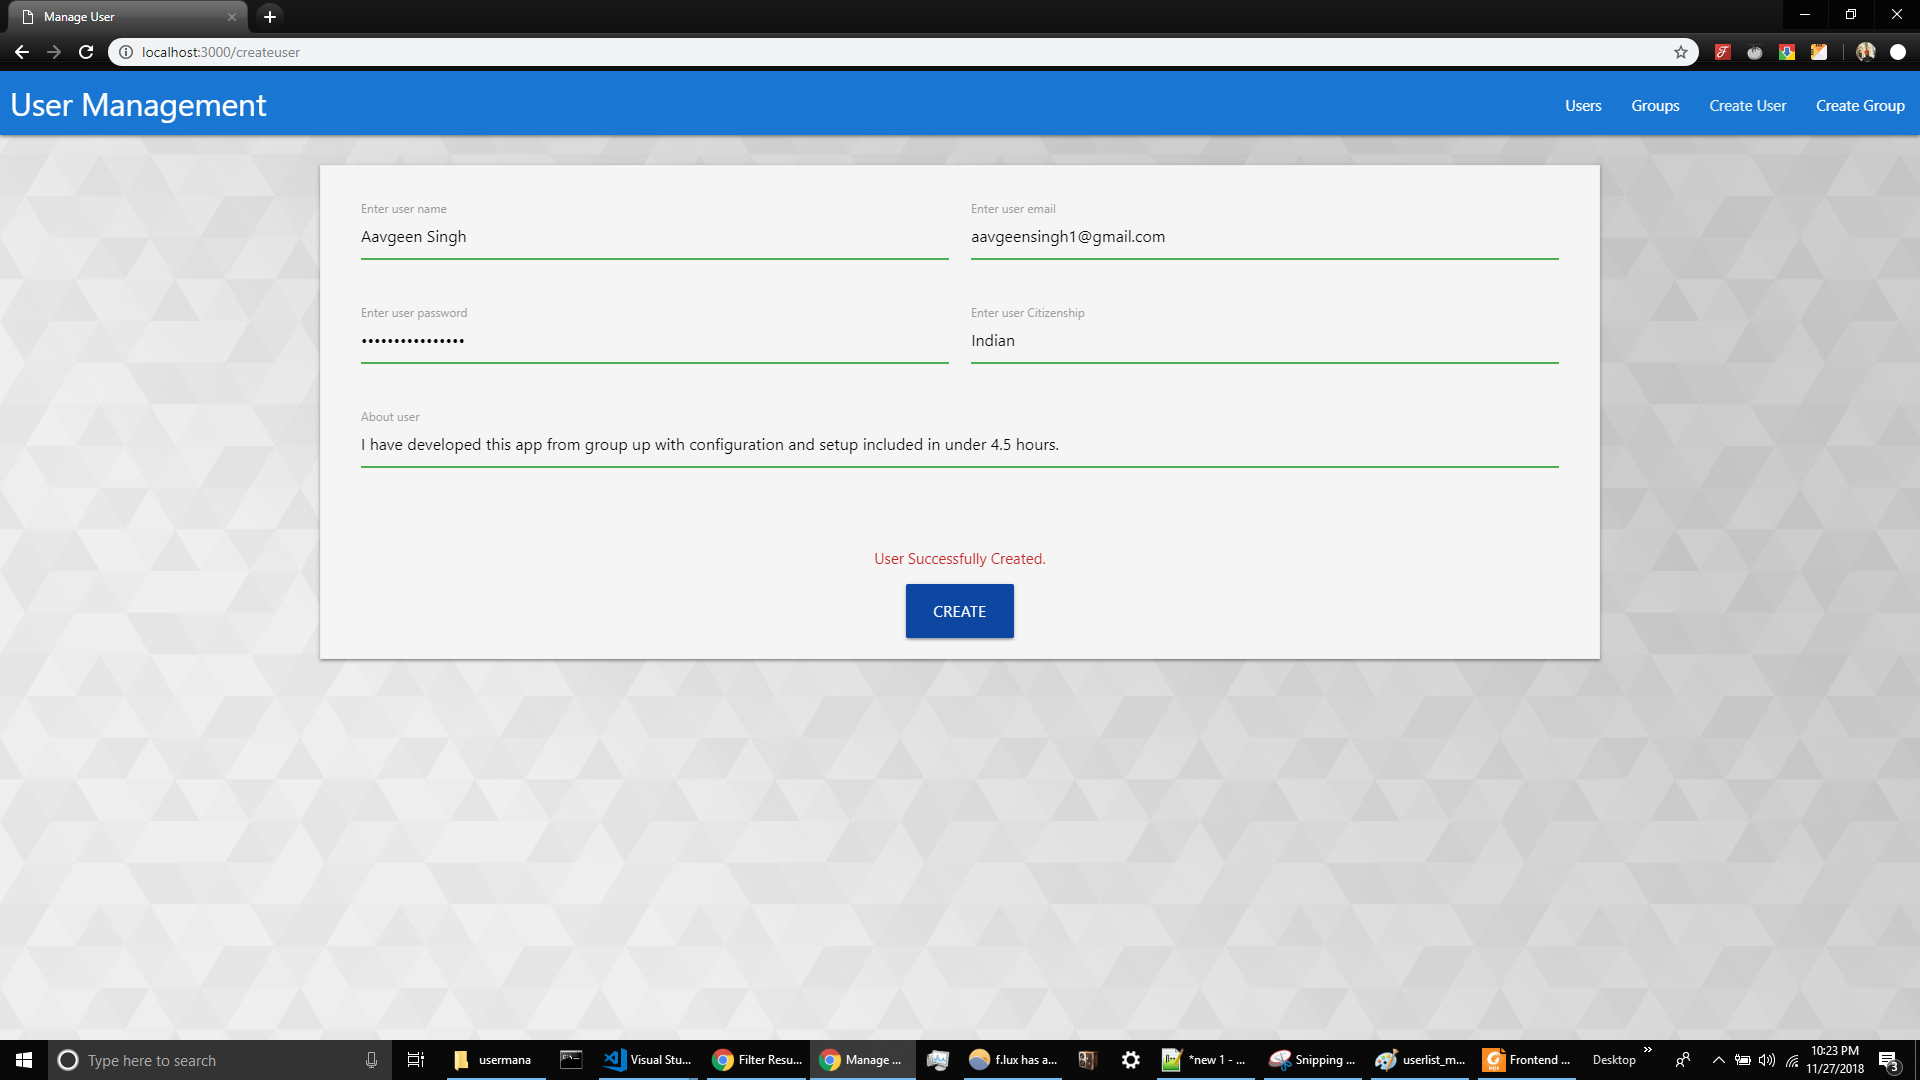 Manage User
localhost:3000/createuser
User Management
Users Groups Create User Create Group
Enter user name Enter user email
Aavgeen Singh aavgeensingh1@gmail.com
Enter user password Enter user Citizenship
•••••••••••••••• Indian
About user
I have developed this app from group up with configuration and setup included in under 4.5 hours.
User Successfully Created.
CREATE
Type here to search usermana Visual Stu... Filter Resu... Manage ... f.lux has a... *new 1 - ... Snipping ... userlist_m... Frontend ... Desktop
10:23 PM
11/27/2018
3